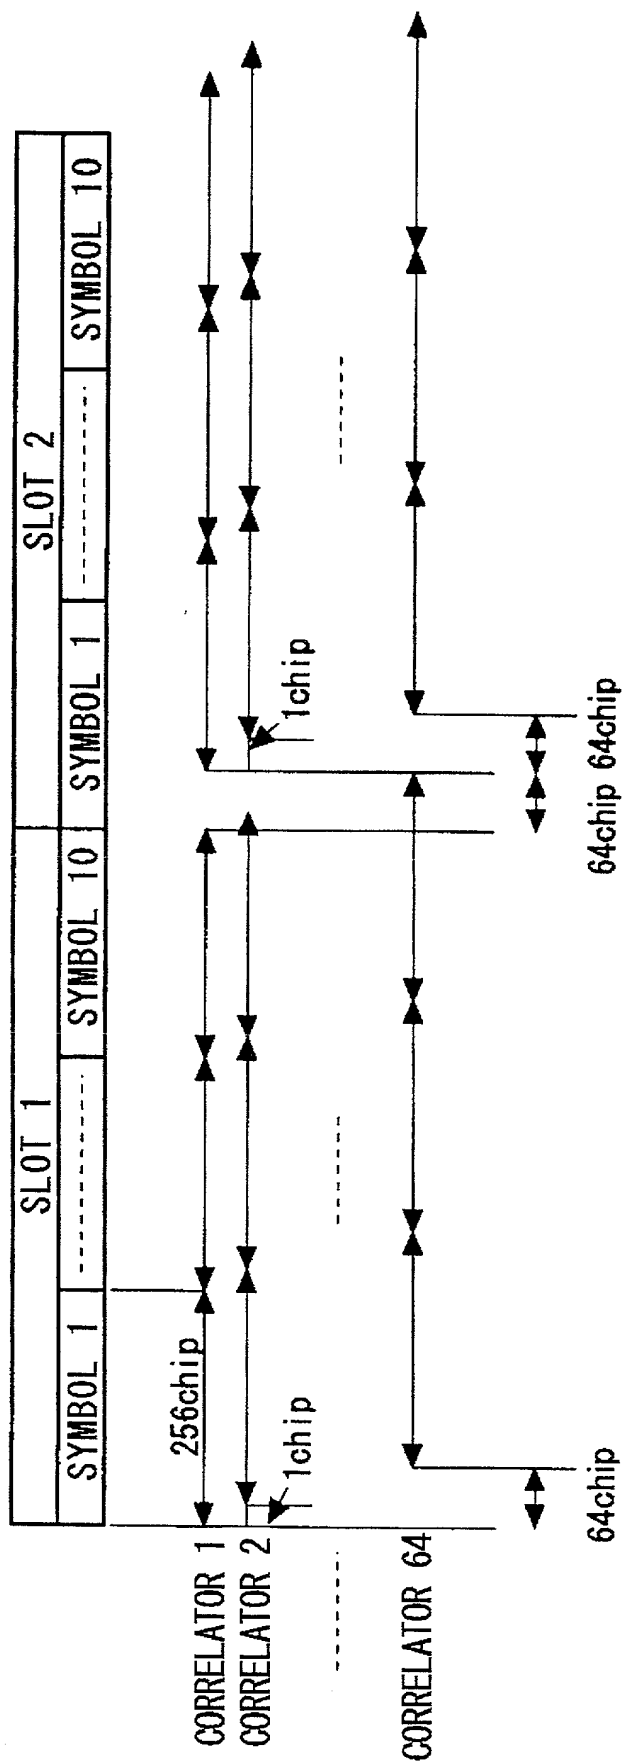 SLOT 1
SLOT 2
SYMBOL 1
SYMBOL 10
SYMBOL 1
SYMBOL 10
CORRELATOR 1
256chip
CORRELATOR 2
1chip
1chip
CORRELATOR 64
64chip
64chip
64chip